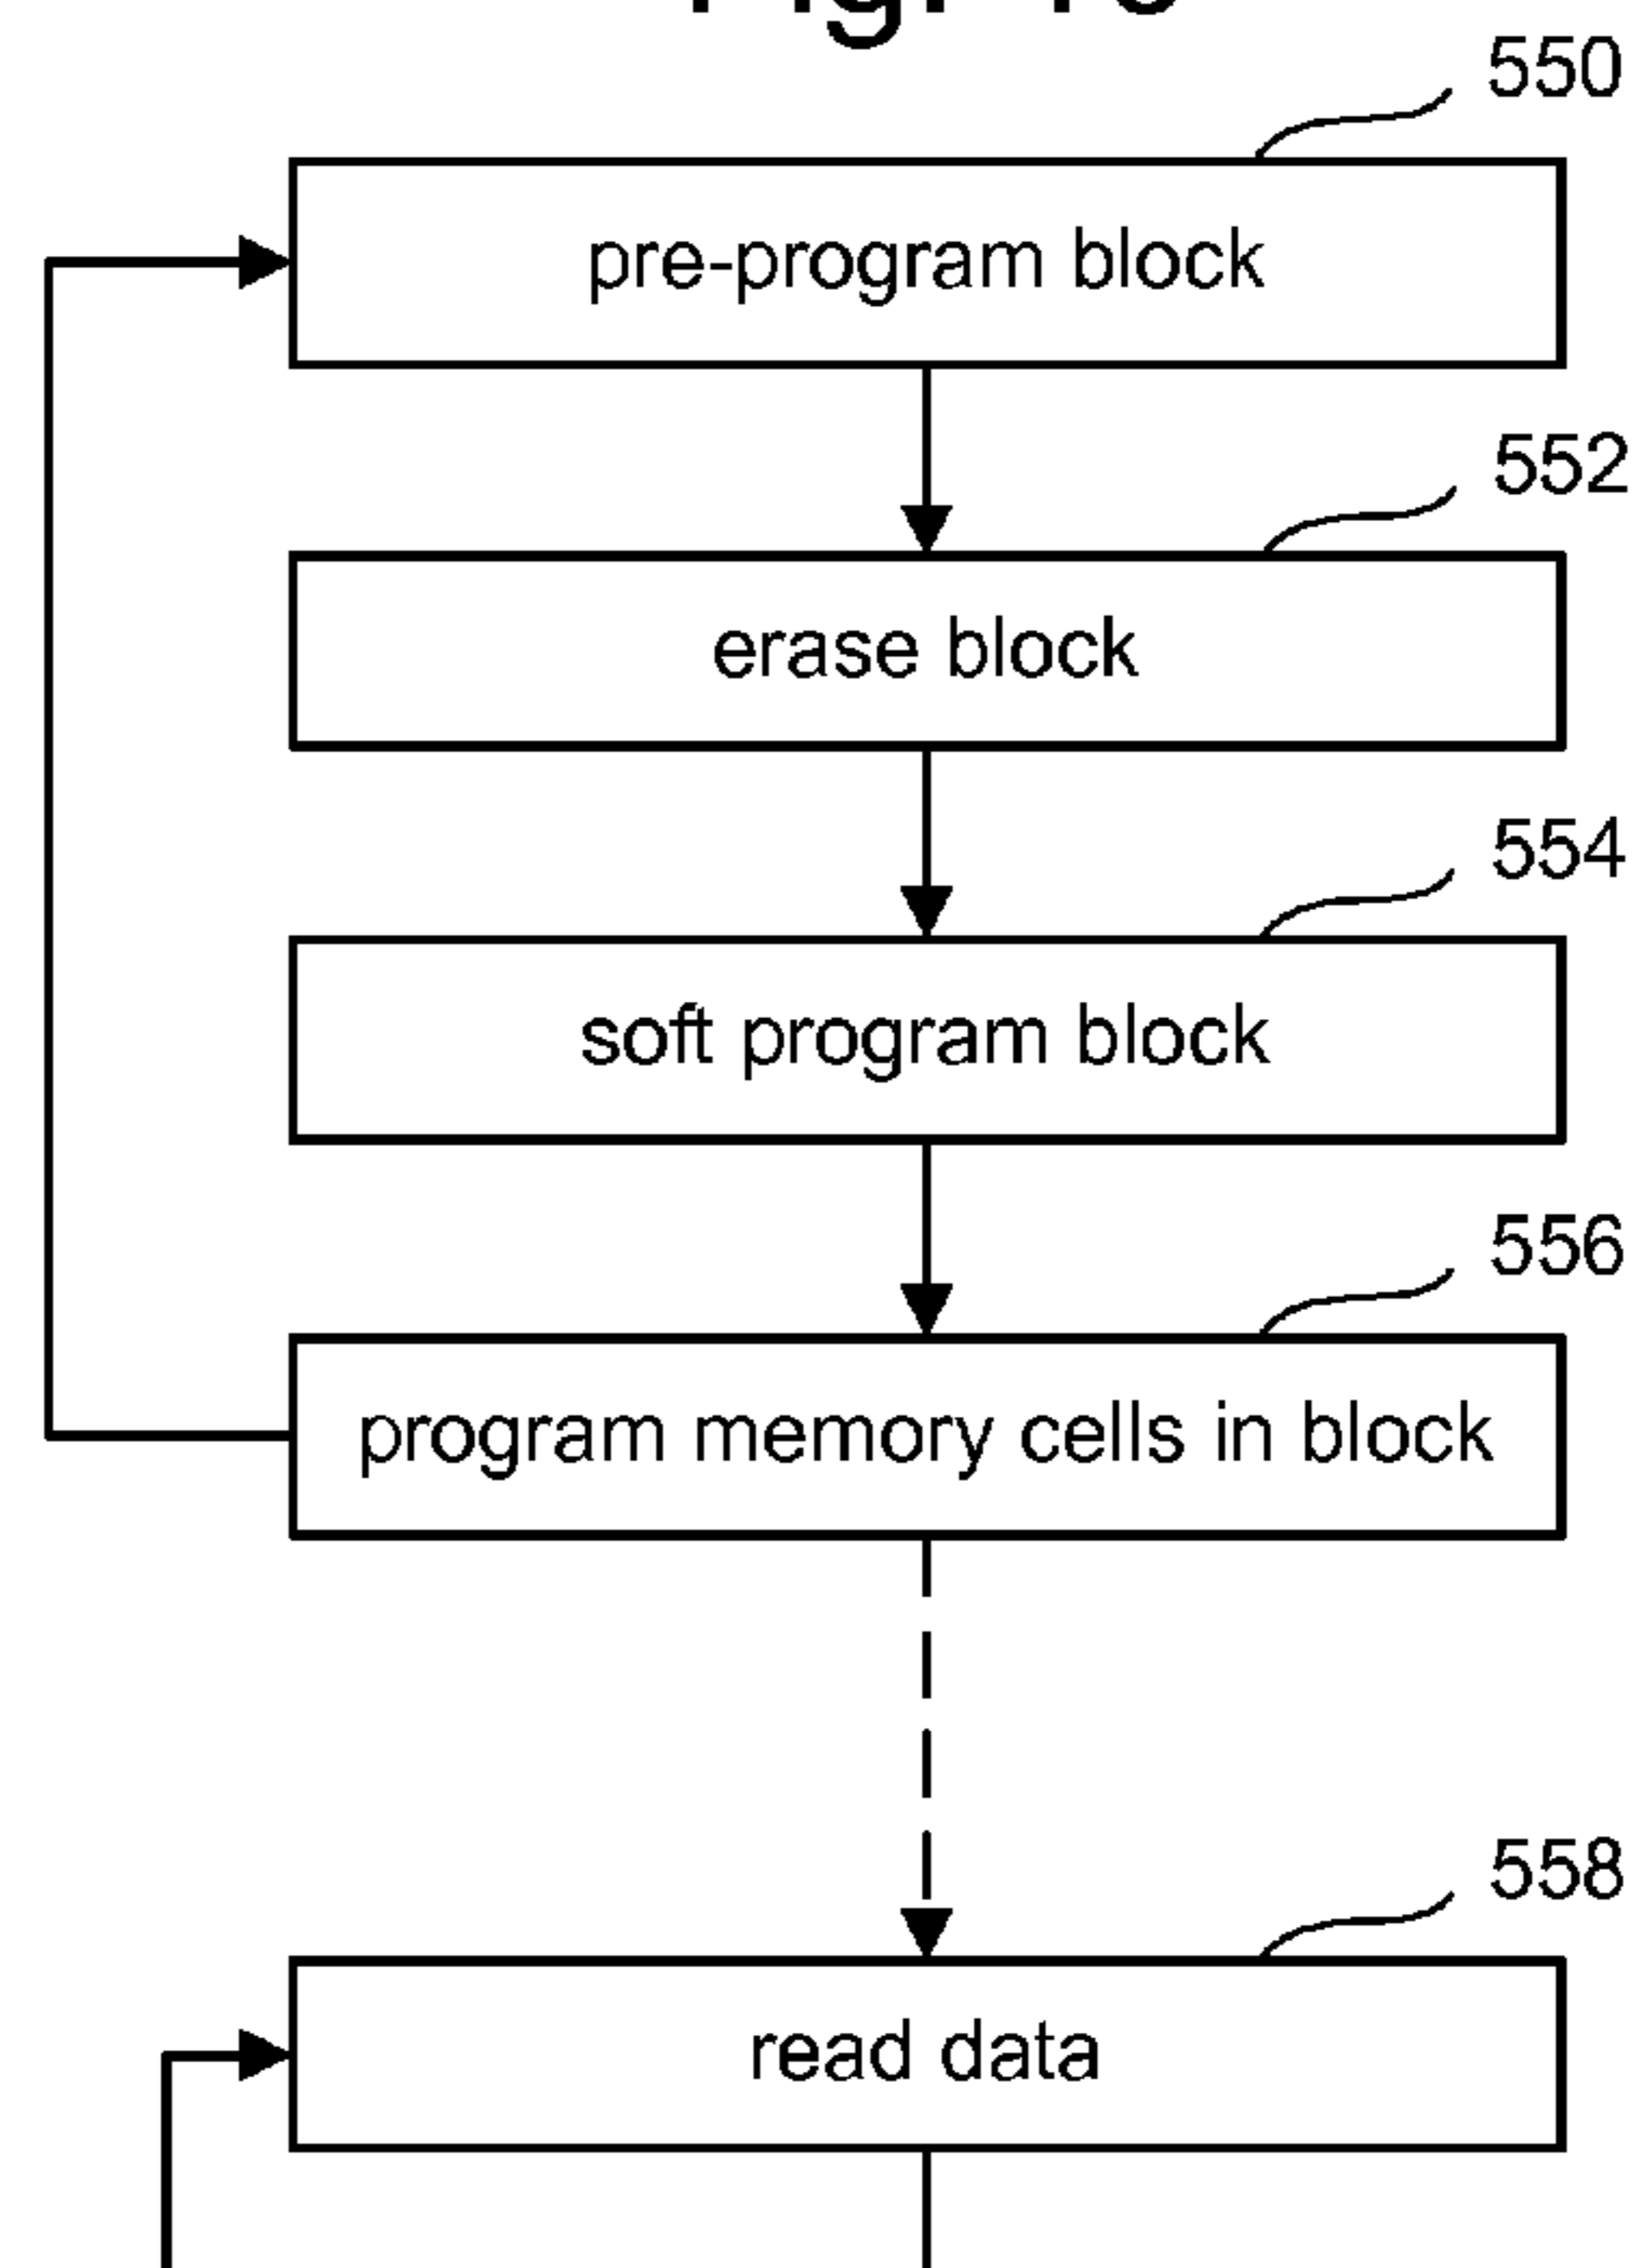 550
pre-program block
552
erase block
554
soft program block
556
program memory cells in block
558
read data